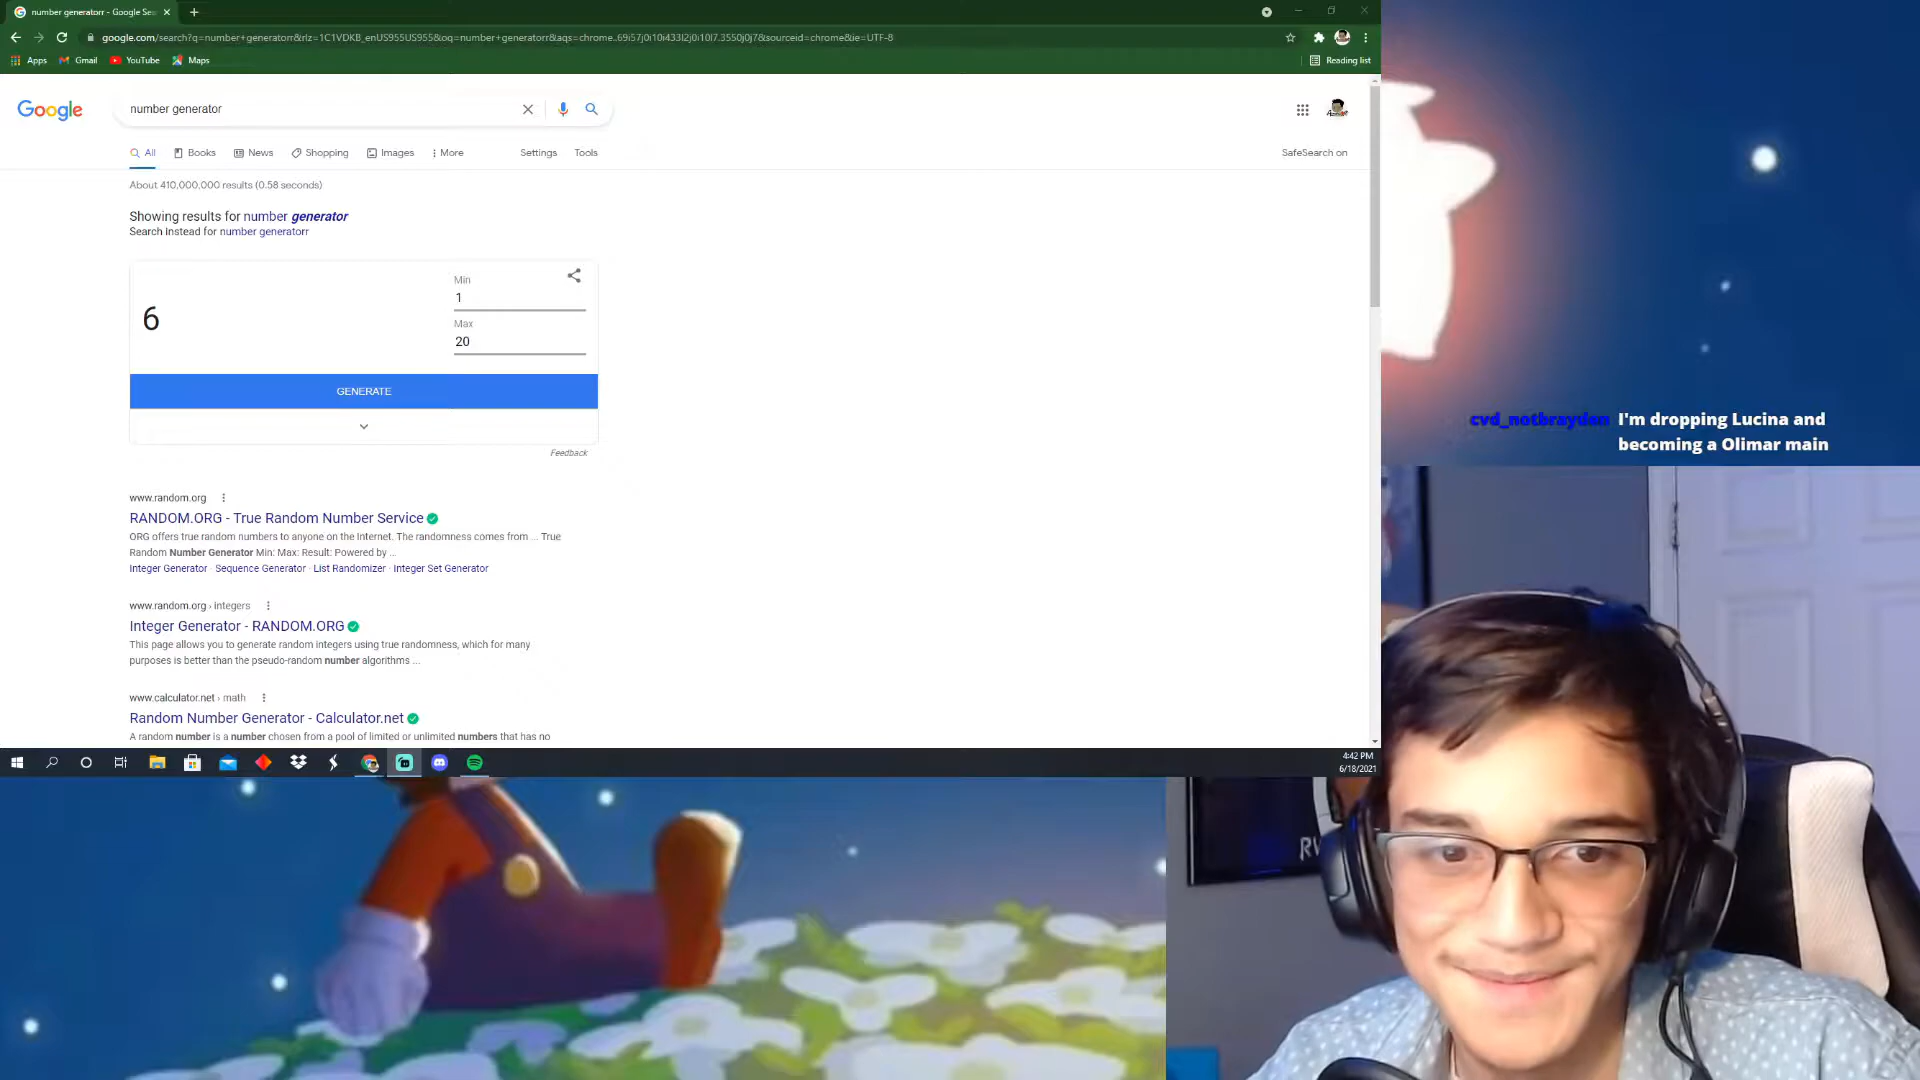 number generatorr - Google Sea
google.com/search?q=number+generatorr&rlz=1C1VDKB_enUS955US955&oq=number+generatorr&aqs=chrome..69i57j0i10i433l2j0i10l7.3550j0j7&sourceid=chrome&ie=UTF-8
Apps Gmail YouTube Maps Reading list
Google number generator
All Books News Shopping Images More Settings Tools SafeSearch on
About 410,000,000 results (0.58 seconds)
Showing results for number generator
Search instead for number generatorr
Min
1
6
Max
20
GENERATE
Feedback
www.random.org
RANDOM.ORG - True Random Number Service
ORG offers true random numbers to anyone on the Internet. The randomness comes from ... True
Random Number Generator Min: Max: Result: Powered by ...
Integer Generator · Sequence Generator · List Randomizer · Integer Set Generator
www.random.org › integers
Integer Generator - RANDOM.ORG
This page allows you to generate random integers using true randomness, which for many
purposes is better than the pseudo-random number algorithms ...
www.calculator.net › math
Random Number Generator - Calculator.net
A random number is a number chosen from a pool of limited or unlimited numbers that has no
4:42 PM
6/18/2021
cvd_notbraydon I'm dropping Lucina and
becoming a Olimar main